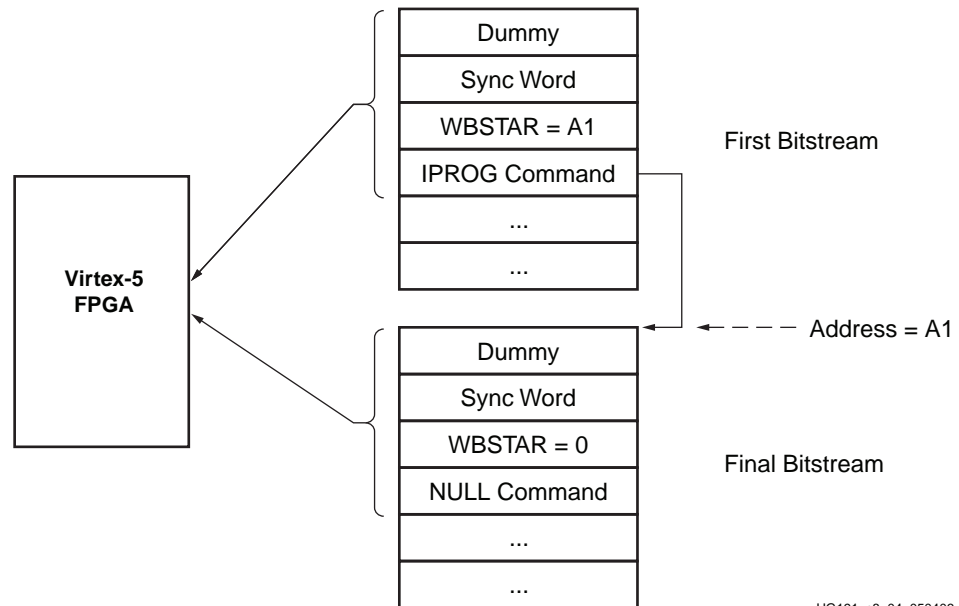 Dummy
Sync Word
WBSTAR = A1
First Bitstream
IPROG Command
...
...
Virtex-5
FPGA
Address = A1
Dummy
Sync Word
WBSTAR = 0
Final Bitstream
NULL Command
...
...